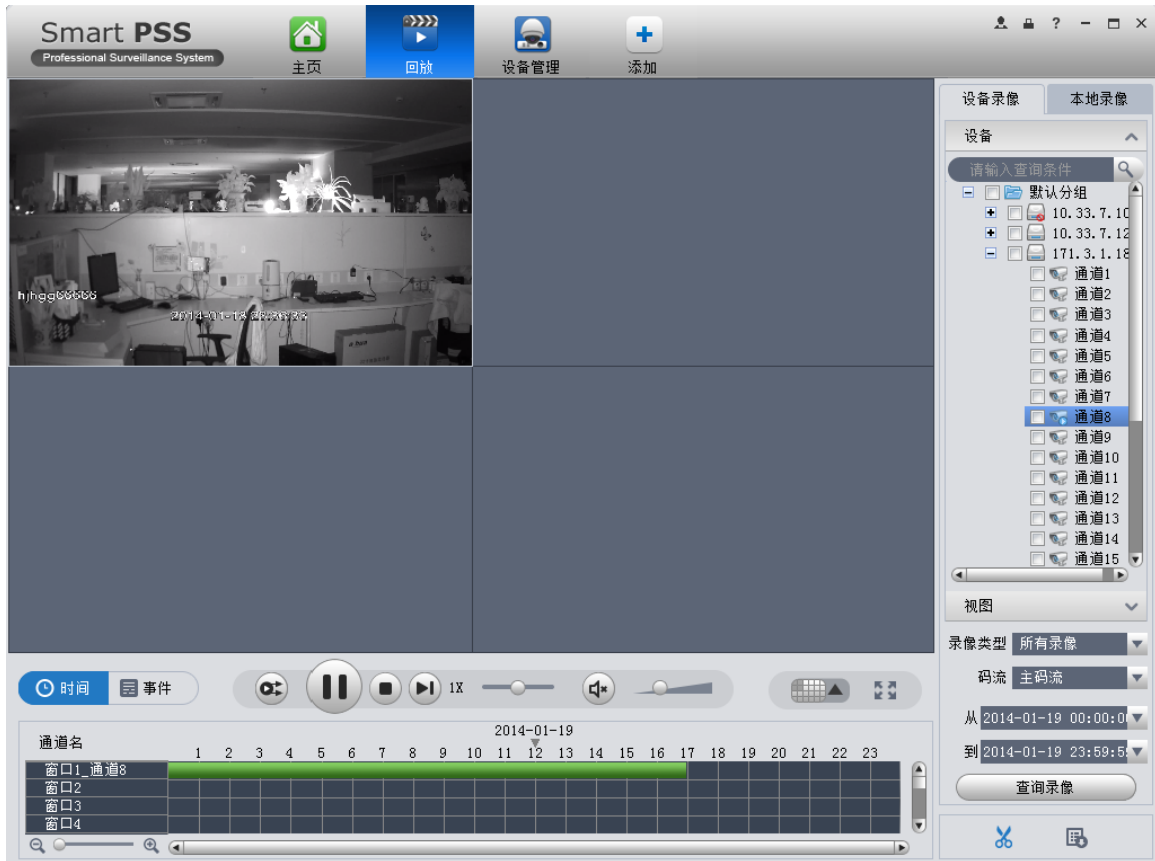 Smart PSS
Professional Surveillance System
主页
回放
设备管理
添加
?
设备录像
本地录像
设备
请输入查询条件
默认分组
10.33.7.10
10.33.7.12
171.3.1.18
通道1
通道2
通道3
通道4
通道5
通道6
通道7
通道8
通道9
通道10
通道11
通道12
通道13
通道14
通道15
hjhgg66666
2014-01-18
视图
录像类型 所有录像
码流 主码流
从 2014-01-19 00:00:0
到 2014-01-19 23:59:5
查询录像
时间
事件
1X
2014-01-19
通道名
1 2 3 4 5 6 7 8 9 10 11 12 13 14 15 16 17 18 19 20 21 22 23
窗口1_通道8
窗口2
窗口3
窗口4